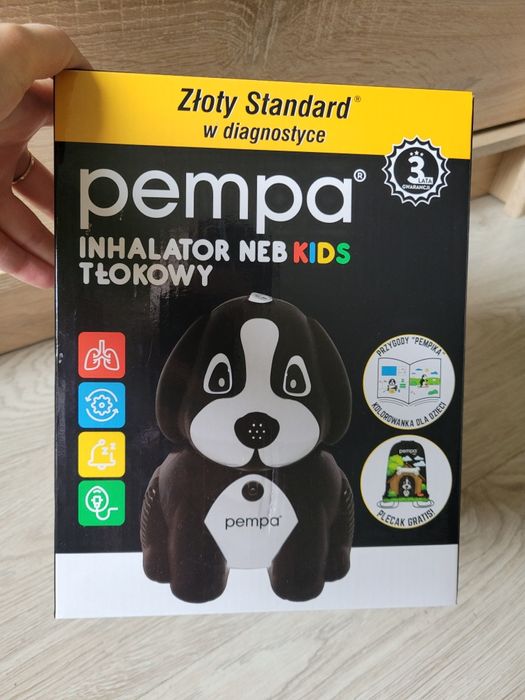 Złoty Standard®
w diagnostyce
pempa®
3
LATA
GWARANCJI
INHALATOR NEB KIDS
TŁOKOWY
PRZYGODY "PEMPIKA"
KOLOROWANKA DLA DZIECI
pempa
PLECAK GRATIS!
z z
pempa®